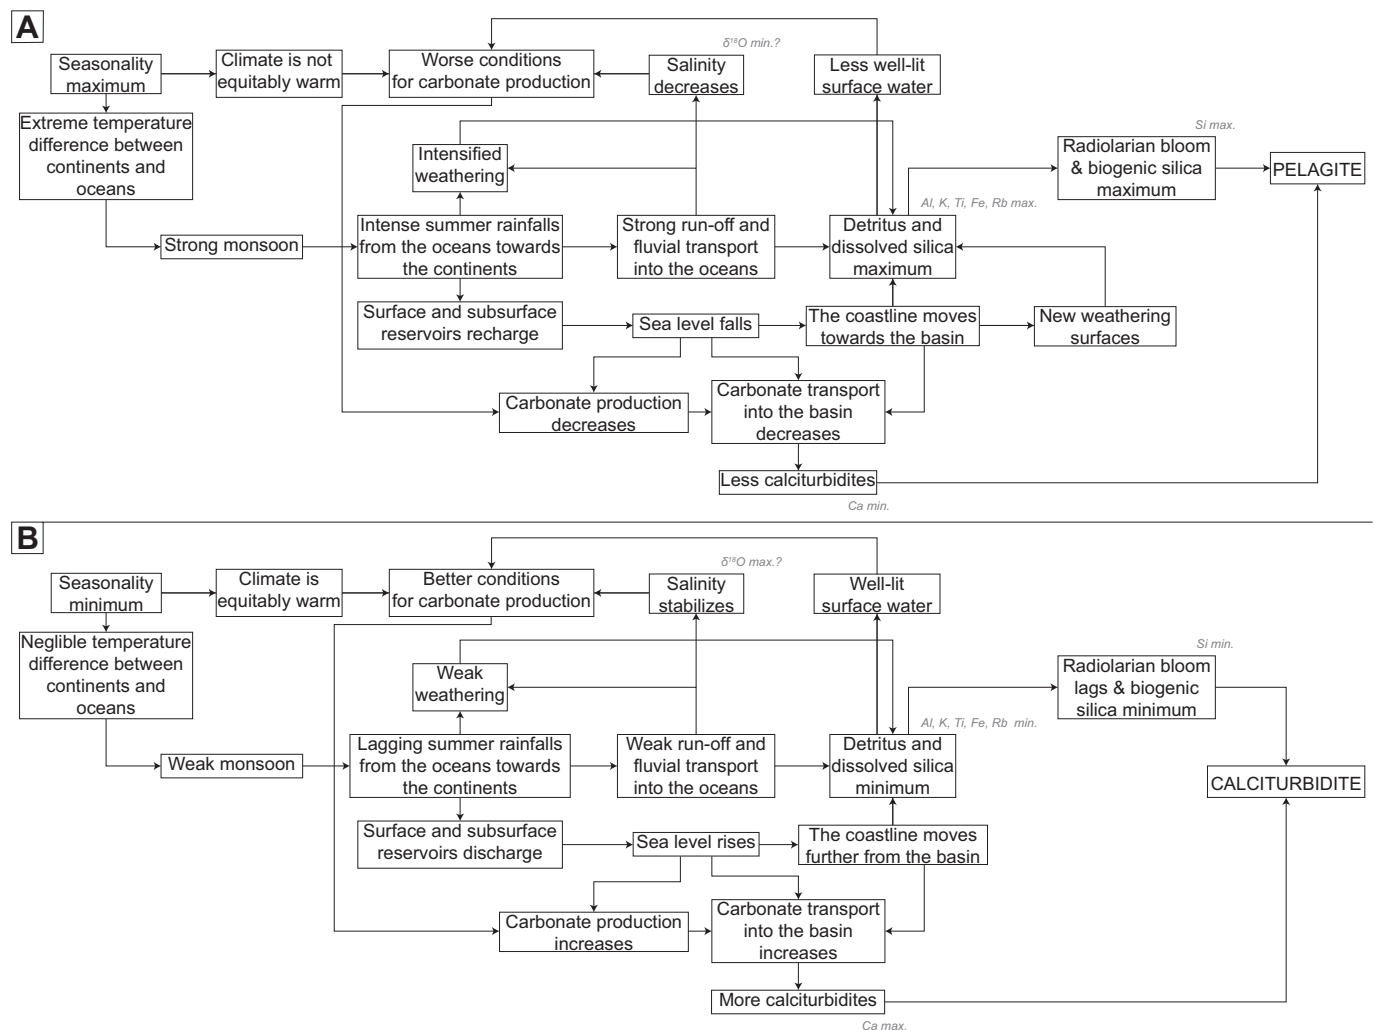 A
Seasonality
maximum
Climate is not
equitably warm
Worse conditions
for carbonate production
δ¹⁸O min.?
Salinity
decreases
Less well-lit
surface water
Extreme temperature
difference between
continents and
oceans
Intensified
weathering
Si max.
Radiolarian bloom
& biogenic silica
maximum
PELAGITE
Al, K, Ti, Fe, Rb max.
Strong monsoon
Intense summer rainfalls
from the oceans towards
the continents
Strong run-off and
fluvial transport
into the oceans
Detritus and
dissolved silica
maximum
Surface and subsurface
reservoirs recharge
Sea level falls
The coastline moves
towards the basin
New weathering
surfaces
Carbonate production
decreases
Carbonate transport
into the basin
decreases
Less calciturbidites
Ca min.
B
Seasonality
minimum
Climate is
equitably warm
Better conditions
for carbonate production
δ¹⁸O max.?
Salinity
stabilizes
Well-lit
surface water
Neglible temperature
difference between
continents and
oceans
Weak
weathering
Si min.
Radiolarian bloom
lags & biogenic
silica minimum
Al, K, Ti, Fe, Rb min.
Weak monsoon
Lagging summer rainfalls
from the oceans towards
the continents
Weak run-off and
fluvial transport
into the oceans
Detritus and
dissolved silica
minimum
CALCITURBIDITE
Surface and subsurface
reservoirs discharge
Sea level rises
The coastline moves
further from the basin
Carbonate production
increases
Carbonate transport
into the basin
increases
More calciturbidites
Ca max.